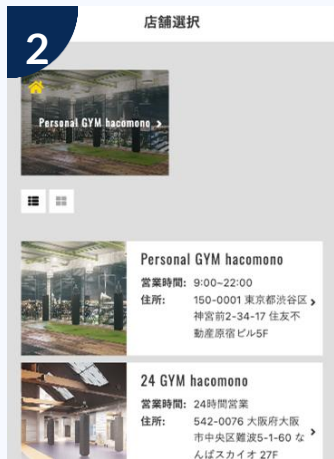 2
店舗選択
Personal GYM hacomono
Personal GYM hacomono
営業時間: 9:00~22:00
住所: 150-0001 東京都渋谷区
神宮前2-34-17 住友不
動産原宿ビル5F
24 GYM hacomono
営業時間: 24時間営業
住所: 542-0076 大阪府大阪
市中央区難波5-1-60 な
んばスカイオ 27F